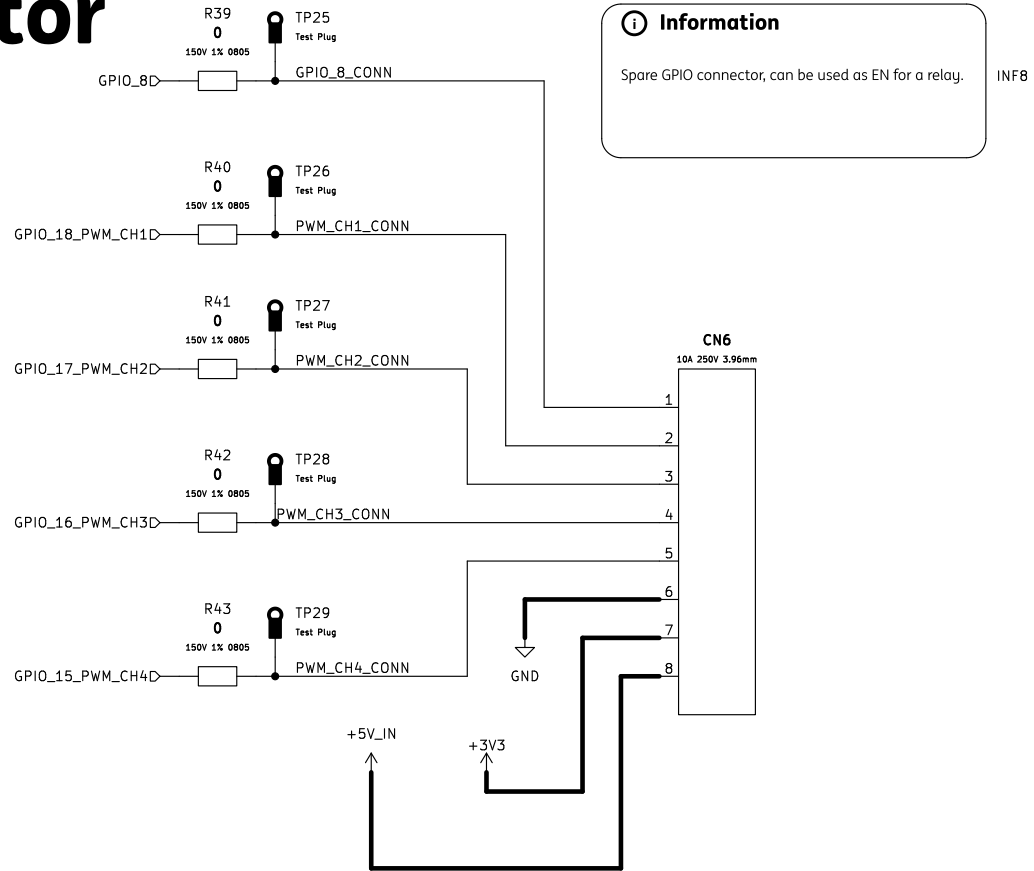 tor
R39
0
150V 1% 0805
TP25
Test Plug
GPIO_8
GPIO_8_CONN
Information
Spare GPIO connector, can be used as EN for a relay.
INF8
R40
0
150V 1% 0805
TP26
Test Plug
GPIO_18_PWM_CH1
PWM_CH1_CONN
R41
0
150V 1% 0805
TP27
Test Plug
GPIO_17_PWM_CH2
PWM_CH2_CONN
R42
0
150V 1% 0805
TP28
Test Plug
GPIO_16_PWM_CH3
PWM_CH3_CONN
R43
0
150V 1% 0805
TP29
Test Plug
GPIO_15_PWM_CH4
PWM_CH4_CONN
CN6
10A 250V 3.96mm
1
2
3
4
5
6
7
8
GND
+5V_IN
+3V3